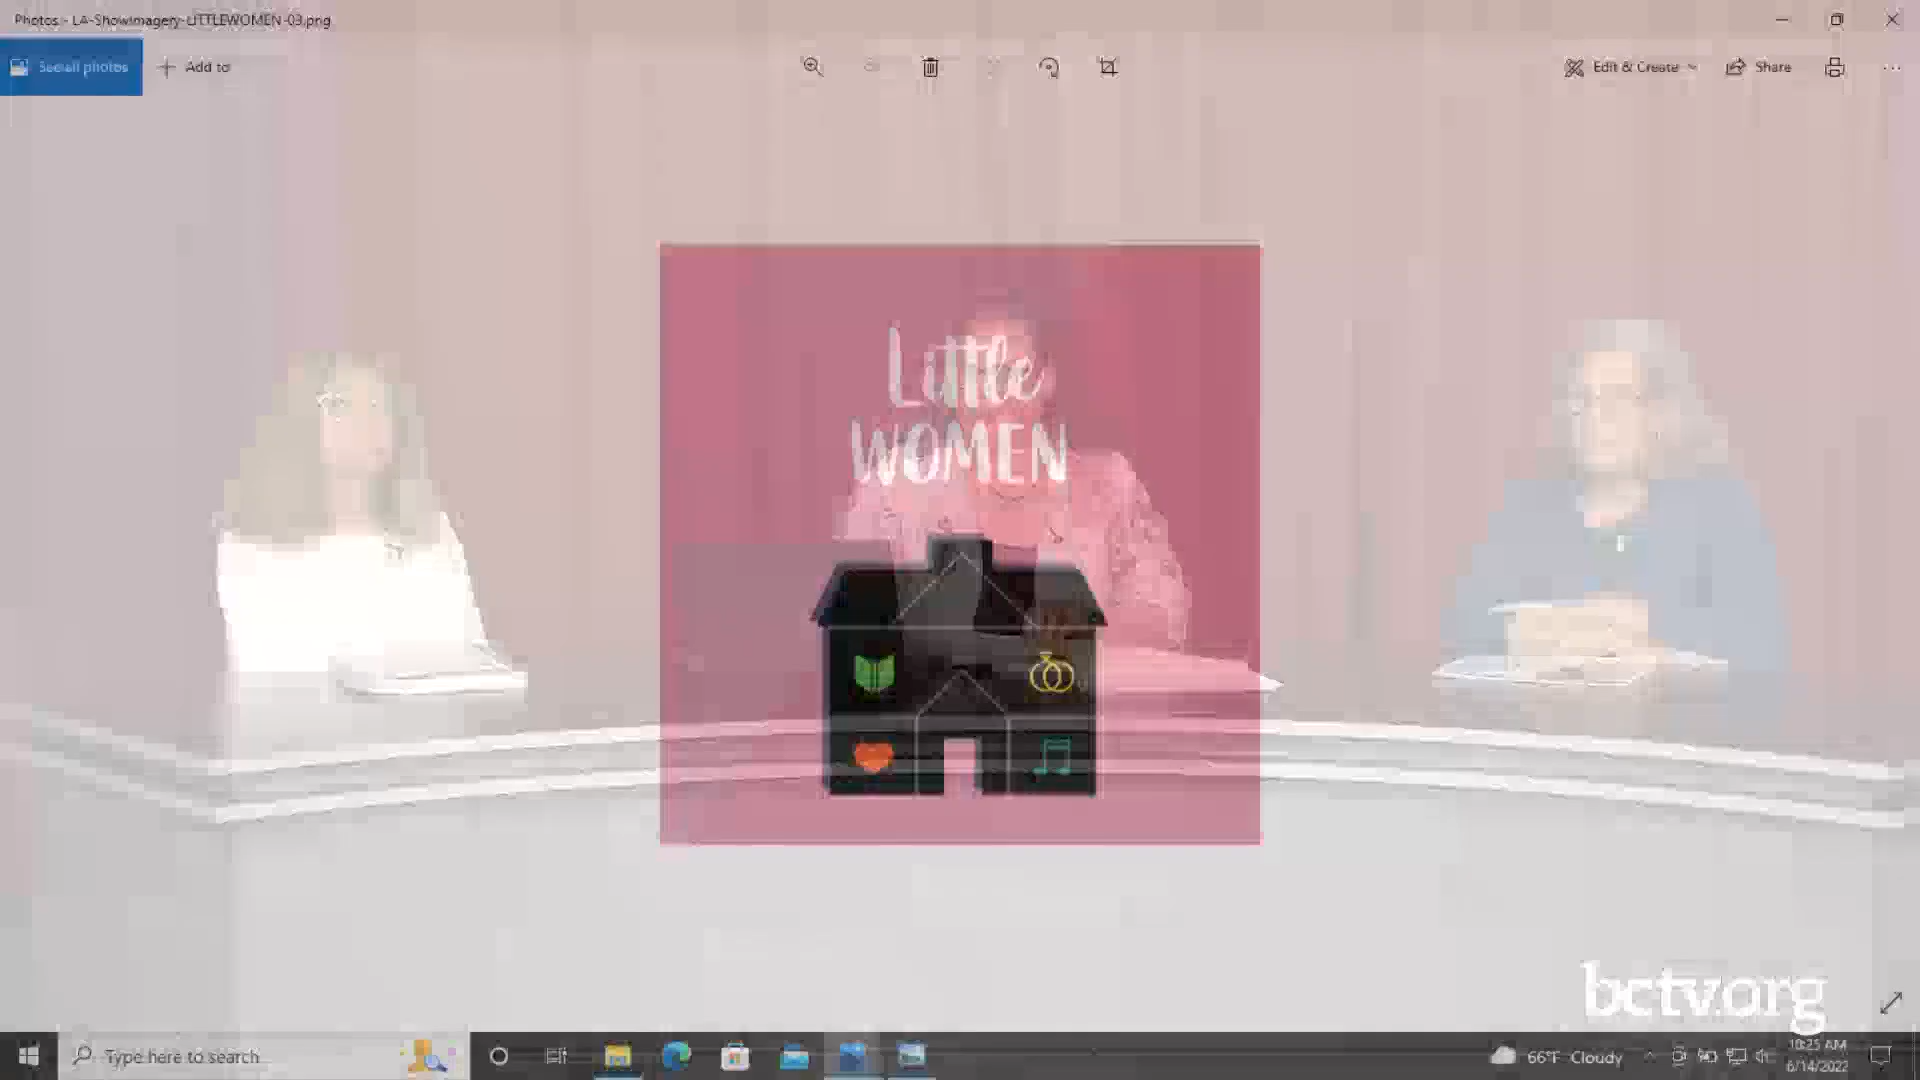 Photos - LA-ShowImagery-LITTLEWOMEN-03.png
See all photos
Add to
Edit & Create
Share
Little
WOMEN
bctv.org
Type here to search
66°F Cloudy
10:25 AM
6/14/2022